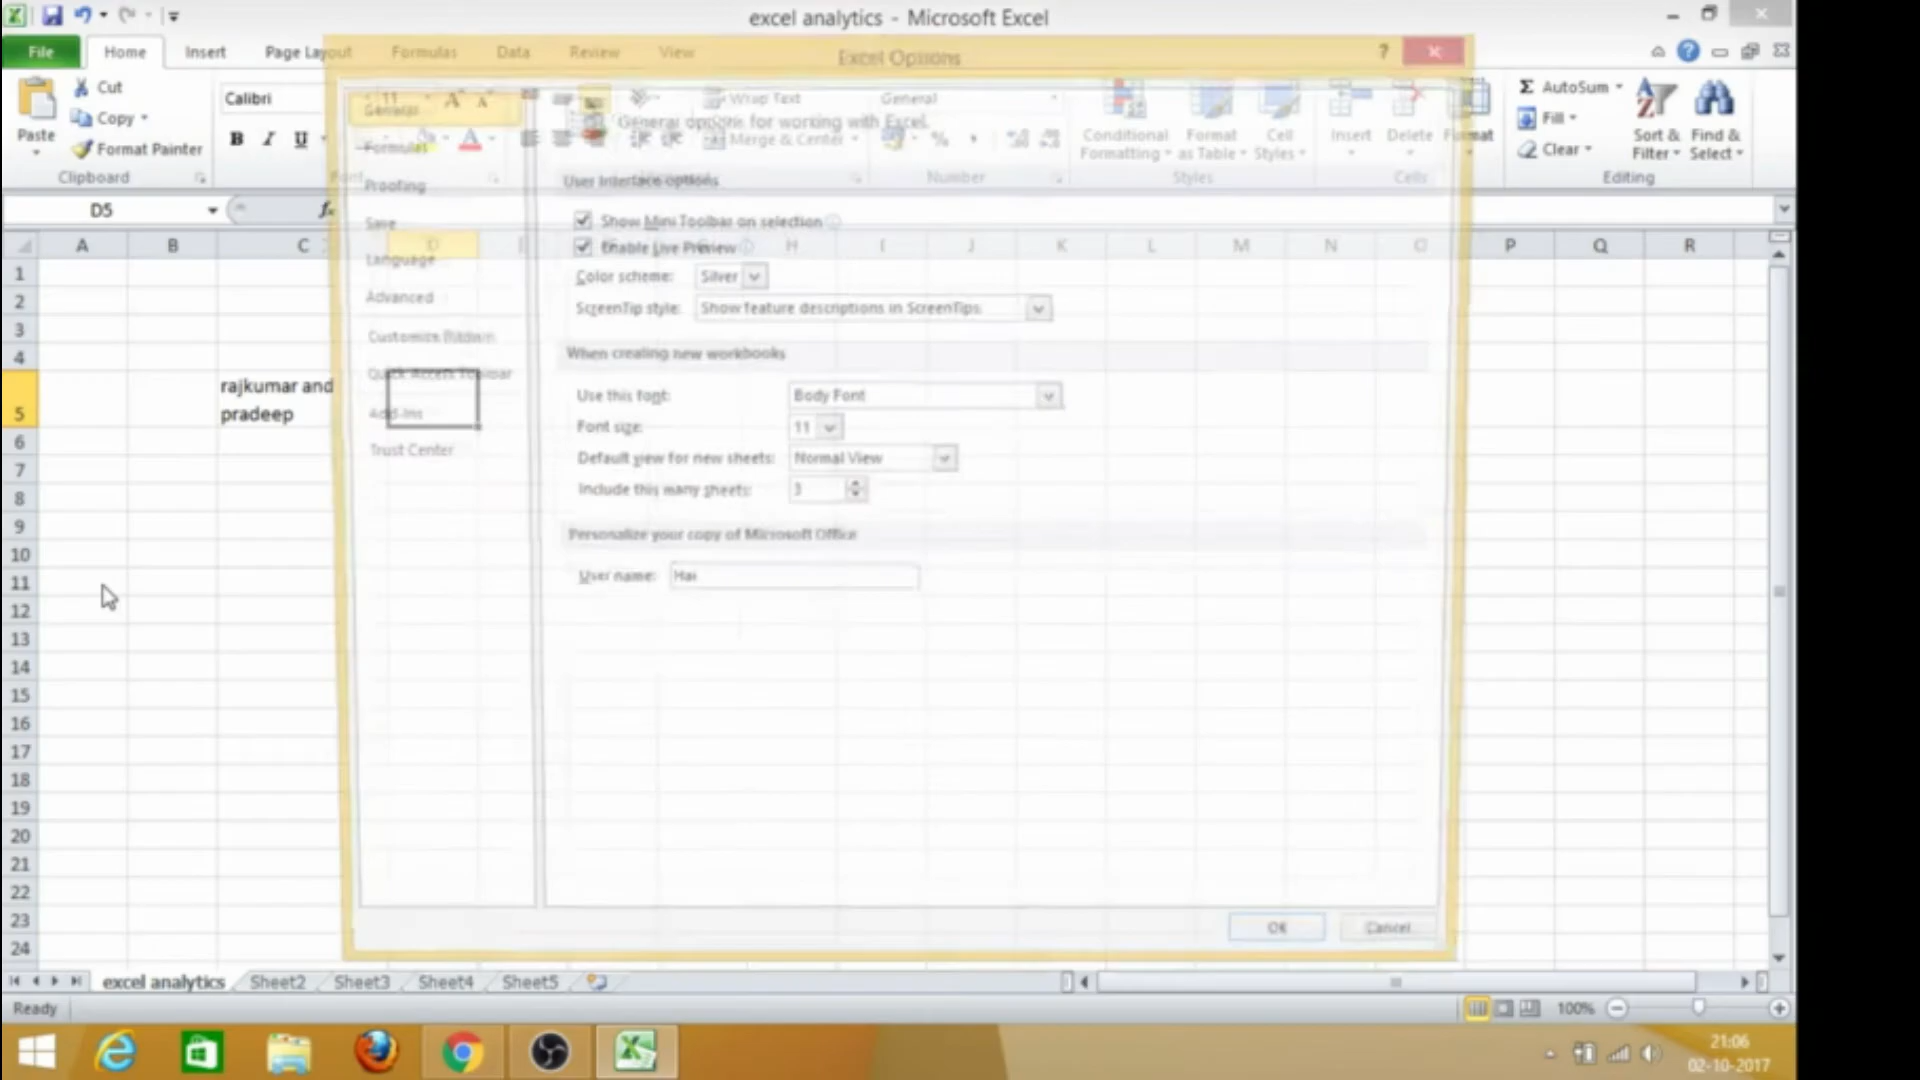 excel analytics - Microsoft Excel
File Home Insert Page Layout Formulas Data Review View
Excel Options
Cut
Copy
Format Painter
Paste
Clipboard
Calibri 11
B I U
Wrap Text
Merge & Center
General
Number
Conditional Formatting
Format as Table
Cell Styles
Styles
Insert Delete Format
Cells
AutoSum
Fill
Clear
Sort & Filter
Find & Select
Editing
D5
A B C D H I J K L M N O P Q R
General
Formulas
Proofing
Save
Language
Advanced
Customize Ribbon
Quick Access Toolbar
Add-Ins
Trust Center
General options for working with Excel.
User Interface options
Show Mini Toolbar on selection
Enable Live Preview
Color scheme: Silver
ScreenTip style: Show feature descriptions in ScreenTips
When creating new workbooks
Use this font: Body Font
Font size: 11
Default view for new sheets: Normal View
Include this many sheets: 3
Personalize your copy of Microsoft Office
User name: Hai
OK Cancel
1
2
3
4
5
rajkumar and
pradeep
6
7
8
9
10
11
12
13
14
15
16
17
18
19
20
21
22
23
24
excel analytics Sheet2 Sheet3 Sheet4 Sheet5
Ready
100%
21:06
02-10-2017